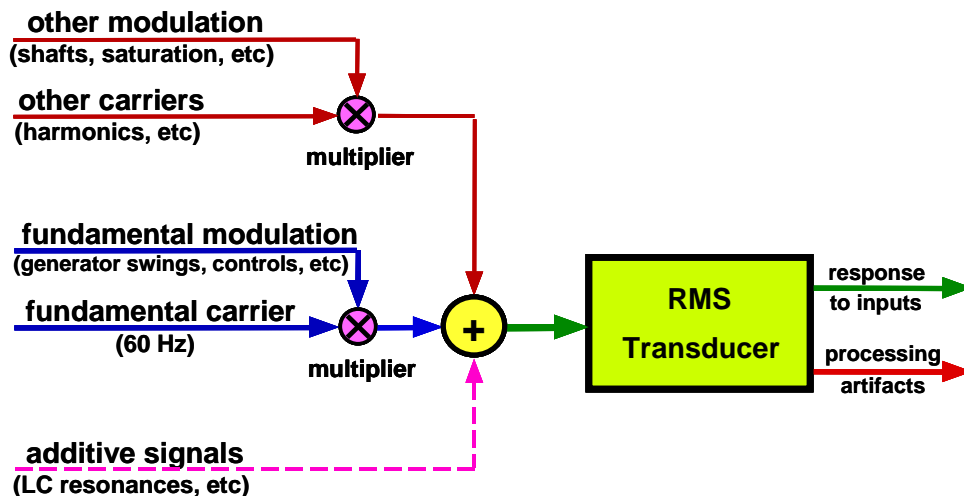 other modulation
(shafts, saturation, etc)
other carriers
(harmonics, etc)
multiplier
fundamental modulation
(generator swings, controls, etc)
fundamental carrier
(60 Hz)
multiplier
+
RMS
Transducer
response
to inputs
processing
artifacts
additive signals
(LC resonances, etc)